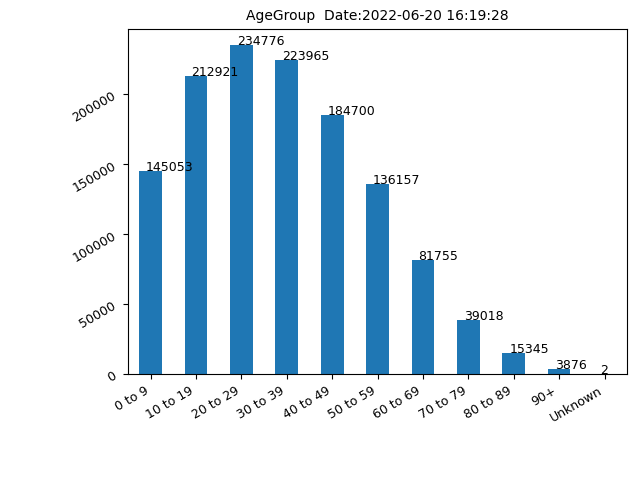 AgeGroup  Date:2022-06-20 16:19:28
234776
223965
212921
200000
184700
145053
150000
136157
100000
81755
50000
39018
15345
3876
2
0
0 to 9
10 to 19
20 to 29
30 to 39
40 to 49
50 to 59
60 to 69
70 to 79
80 to 89
90+
Unknown